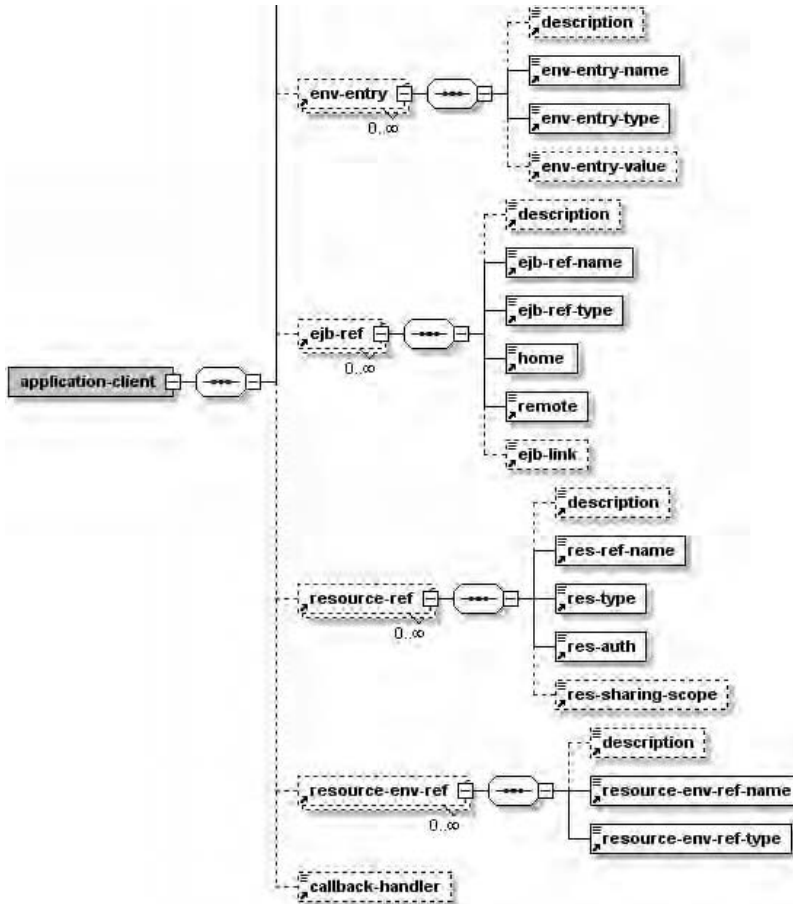 description
env-entry
env-entry-name
env-entry-type
0..∞
env-entry-value
description
ejb-ref-name
ejb-ref-type
ejb-ref
0..∞
home
application-client
remote
ejb-link
description
res-ref-name
resource-ref
res-type
0..∞
res-auth
res-sharing-scope
description
resource-env-ref
resource-env-ref-name
0..∞
resource-env-ref-type
callback-handler